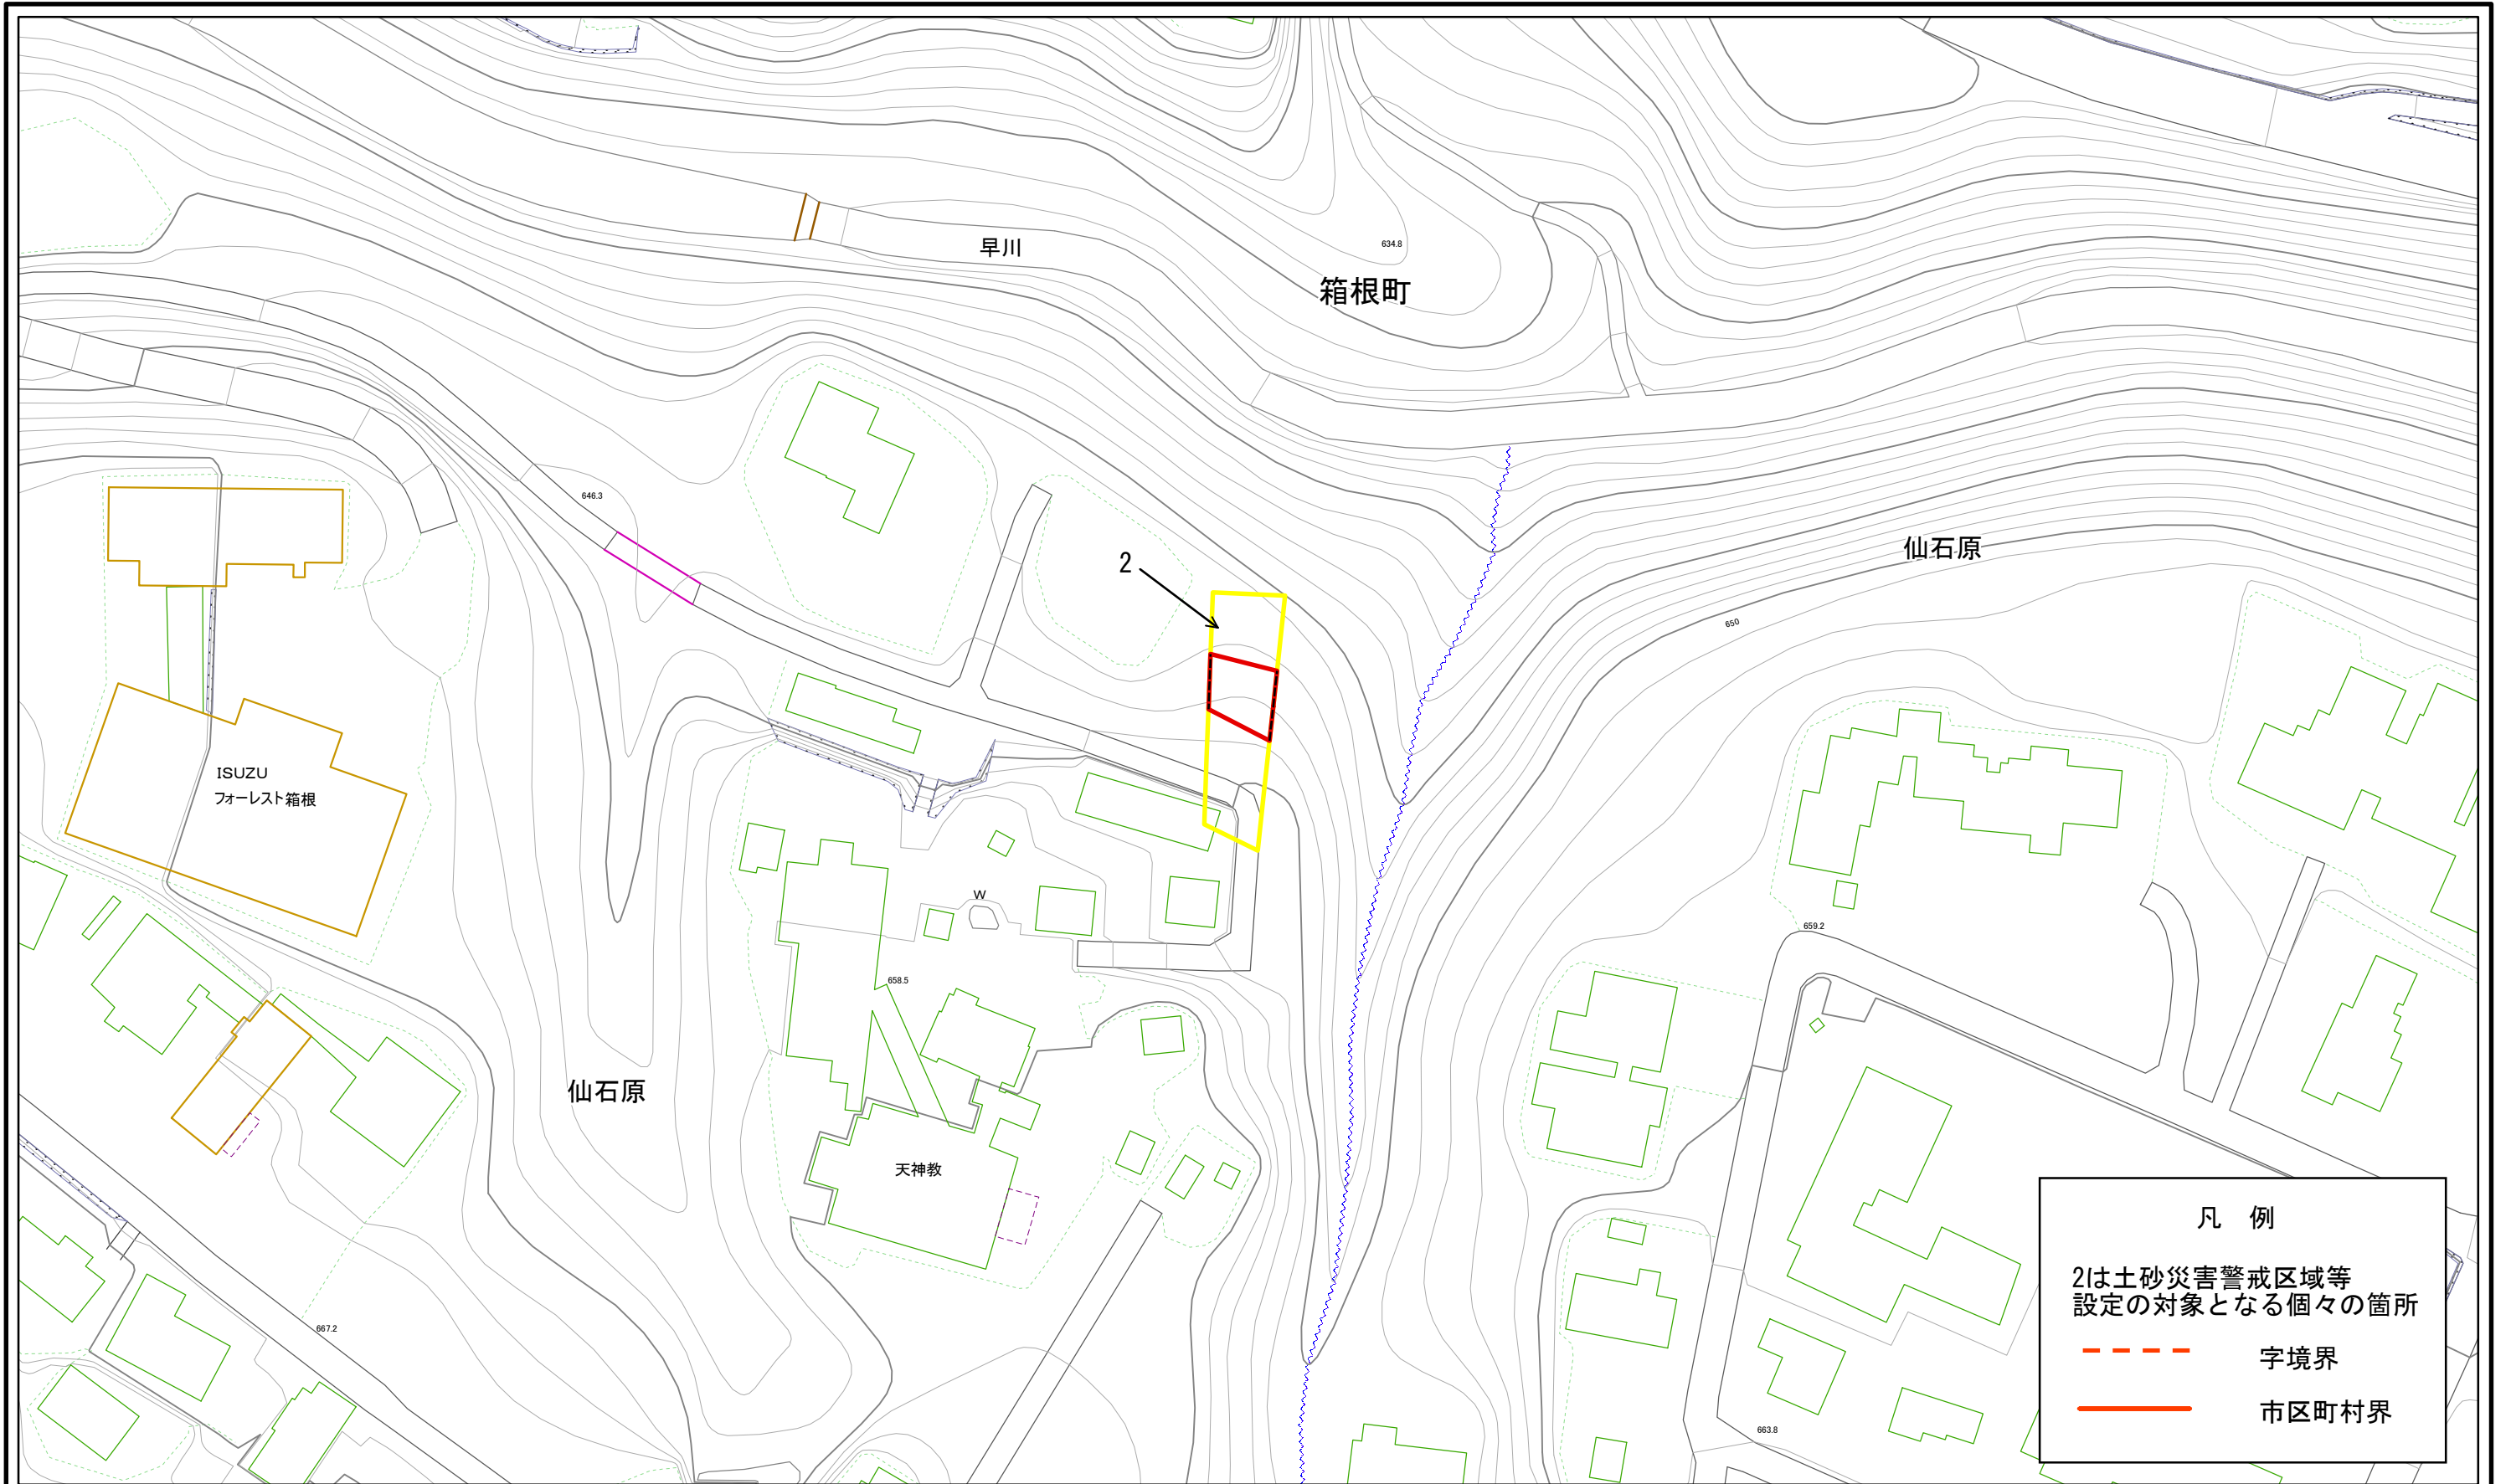 早川
634.8
箱根町
646.3
仙石原
2
650
ISUZU
フォーレスト箱根
W
659.2
658.5
仙石原
天神教
667.2
663.8
凡　例
2は土砂災害警戒区域等
設定の対象となる個々の箇所
字境界
市区町村界